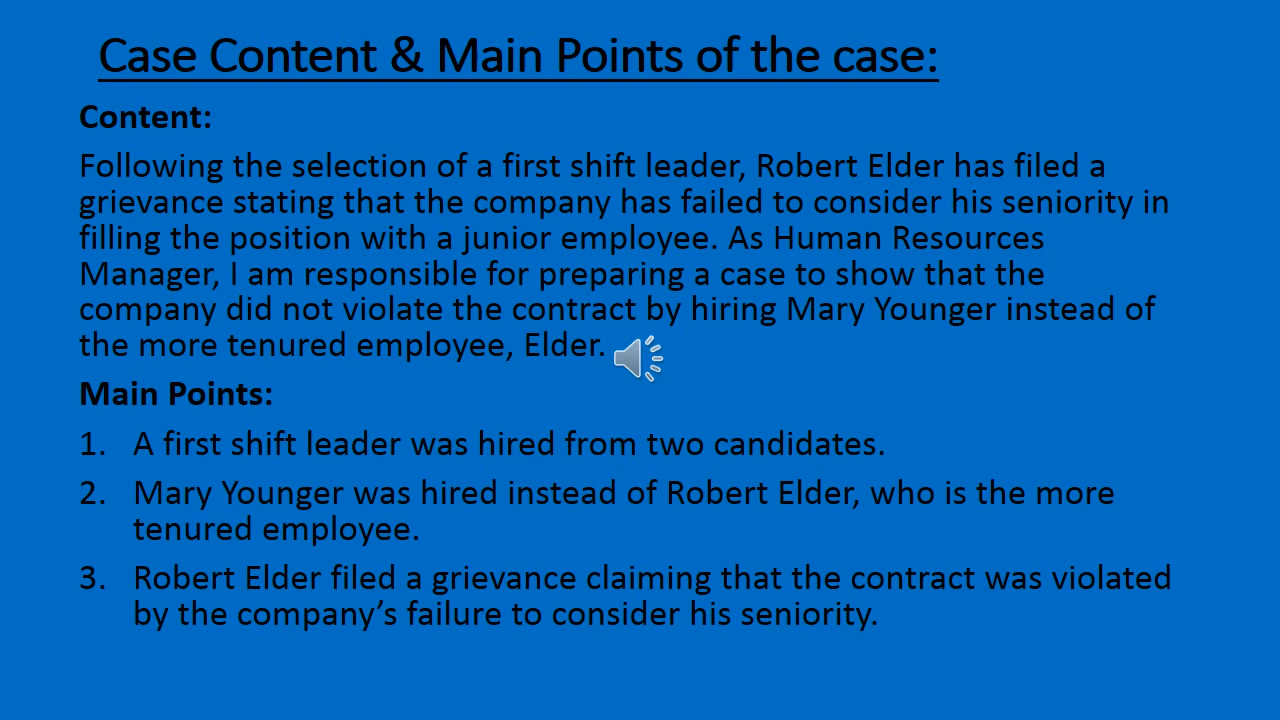 Case Content & Main Points of the case:
Content:
Following the selection of a first shift leader, Robert Elder has filed a
grievance stating that the company has failed to consider his seniority in
filling the position with a junior employee. As Human Resources
Manager, I am responsible for preparing a case to show that the
company did not violate the contract by hiring Mary Younger instead of
the more tenured employee, Elder.
Main Points:
1. A first shift leader was hired from two candidates.
2. Mary Younger was hired instead of Robert Elder, who is the more
tenured employee.
3. Robert Elder filed a grievance claiming that the contract was violated
by the company’s failure to consider his seniority.